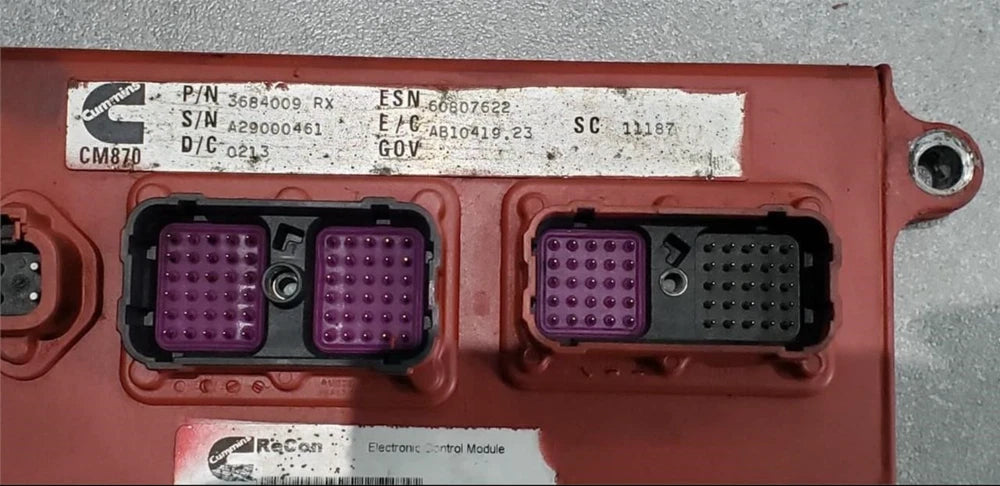 Cummins
CM870
P/N 3684009 RX ESN 60807622
S/N A29000461 E/C AB10419.23 SC 11187
D/C 0213 GOV
Cummins ReCon Electronic Control Module